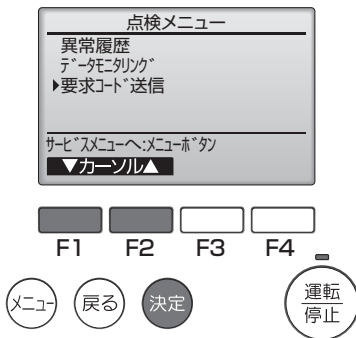 点検メニュー
異常履歴
ﾃﾞｰﾀﾓﾆﾀﾘﾝｸﾞ
▶要求ｺｰﾄﾞ送信
ｻｰﾋﾞｽﾒﾆｭｰへ:ﾒﾆｭｰﾎﾞﾀﾝ
▼カーソル▲
F1 F2 F3 F4
メニュー 戻る 決定 運転
停止